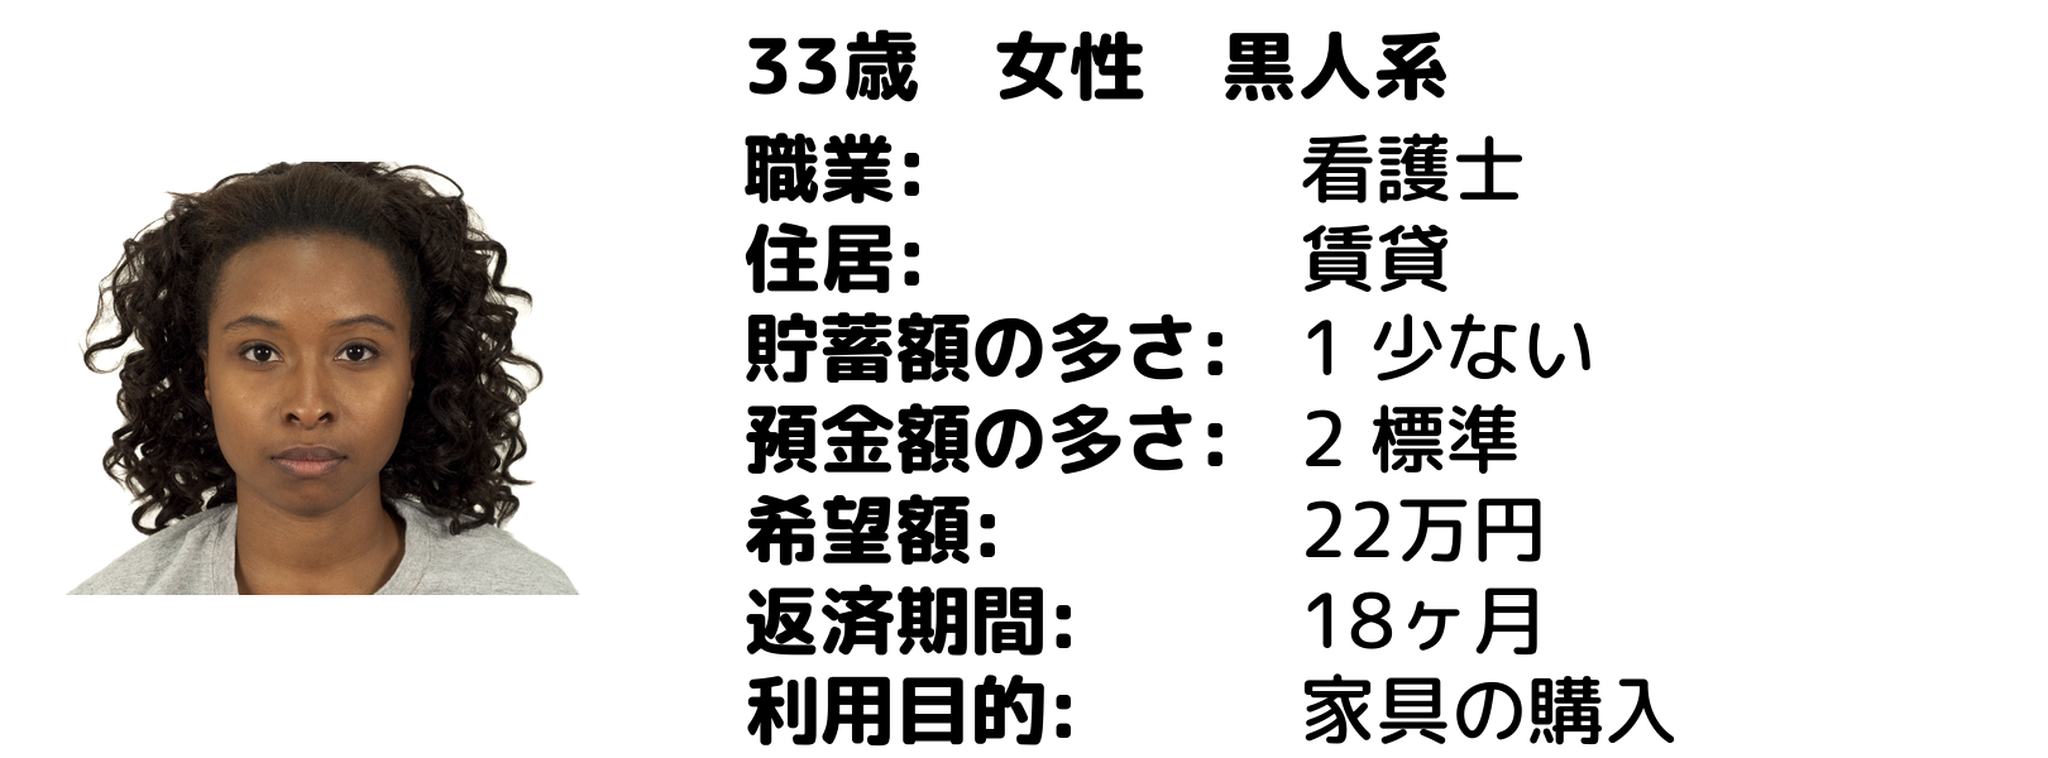 33歳　女性　黒人系
職業: 看護士
住居: 賃貸
貯蓄額の多さ: 1 少ない
預金額の多さ: 2 標準
希望額: 22万円
返済期間: 18ヶ月
利用目的: 家具の購入